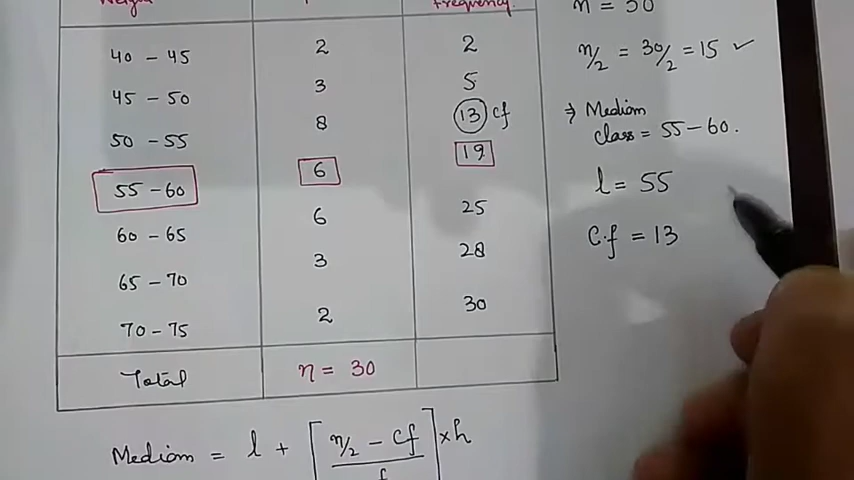 Weight Frequency
n = 30
40 - 45 2 2
n/2 = 30/2 = 15 ✓
45 - 50 3 5
50 - 55 8 13 cf
⇒ Median
class = 55 - 60.
55 - 60 6 19
l = 55
60 - 65 6 25
C.f = 13
65 - 70 3 28
70 - 75 2 30
Total n = 30
Median = l + [n/2 - Cf / f] × h